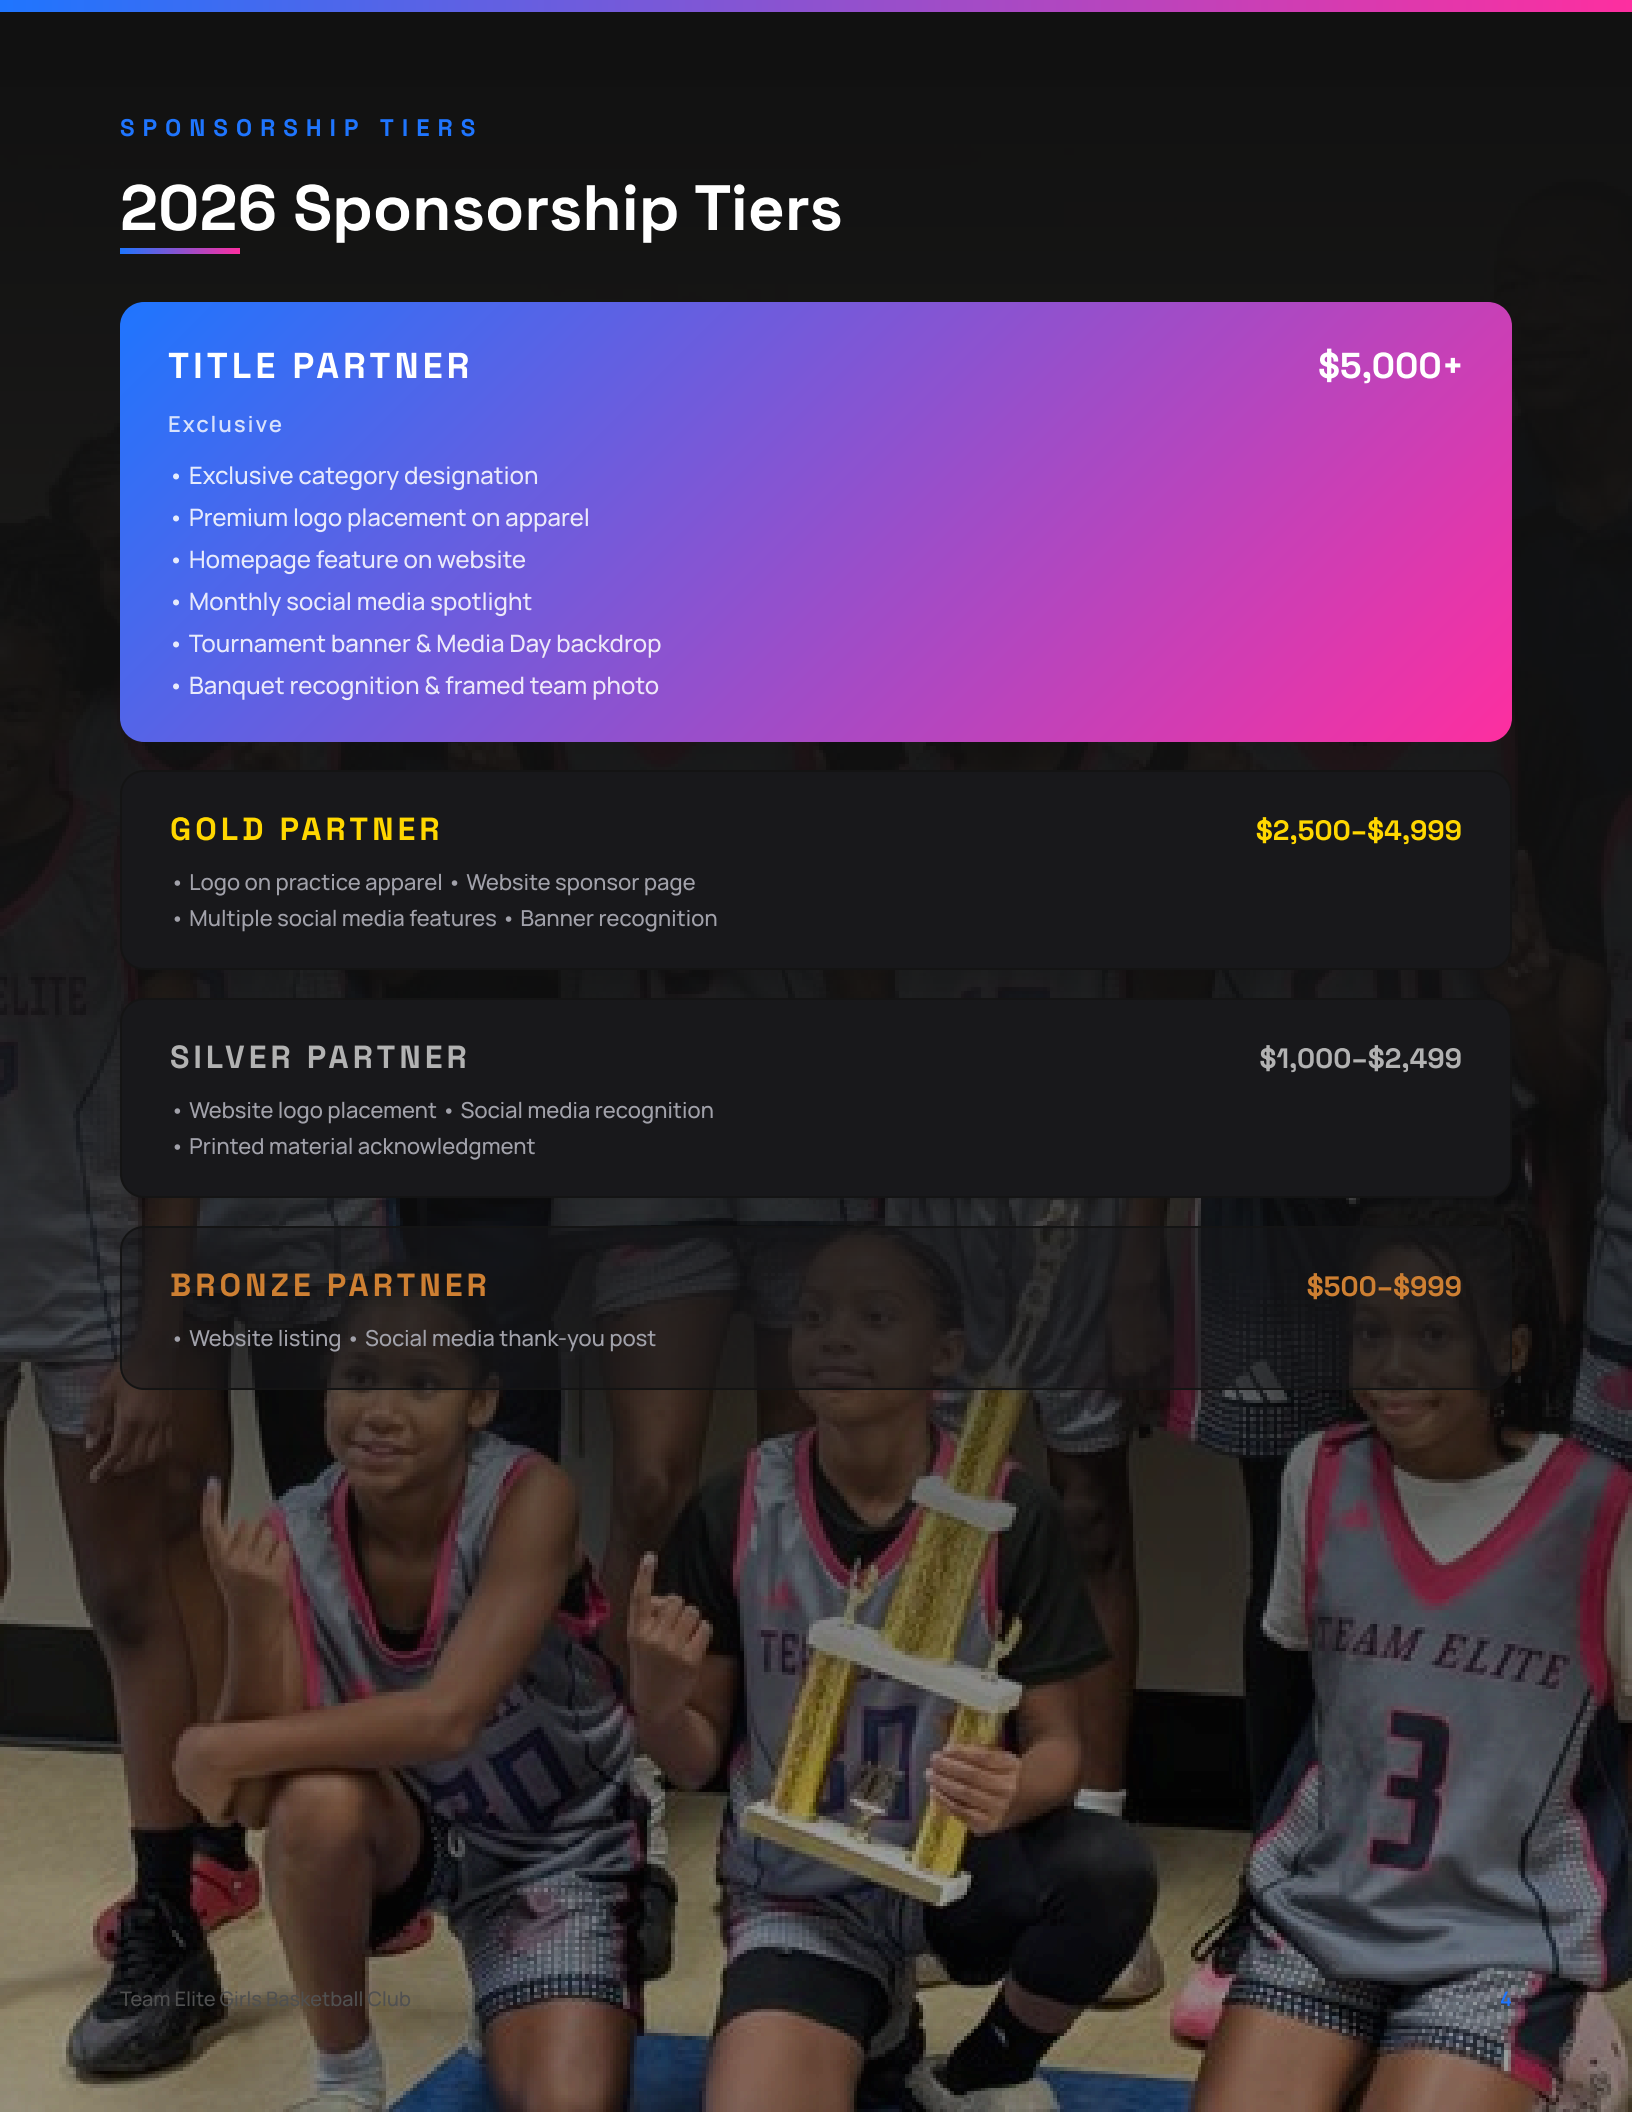 SPONSORSHIP TIERS
2026 Sponsorship Tiers
TITLE PARTNER
$5,000+
Exclusive
• Exclusive category designation
• Premium logo placement on apparel
• Homepage feature on website
• Monthly social media spotlight
• Tournament banner & Media Day backdrop
• Banquet recognition & framed team photo
GOLD PARTNER
$2,500–$4,999
• Logo on practice apparel • Website sponsor page
• Multiple social media features • Banner recognition
ELITE
SILVER PARTNER
$1,000–$2,499
• Website logo placement • Social media recognition
• Printed material acknowledgment
BRONZE PARTNER
$500–$999
• Website listing • Social media thank-you post
TEAM ELITE
3
Team Elite Girls Basketball Club
4